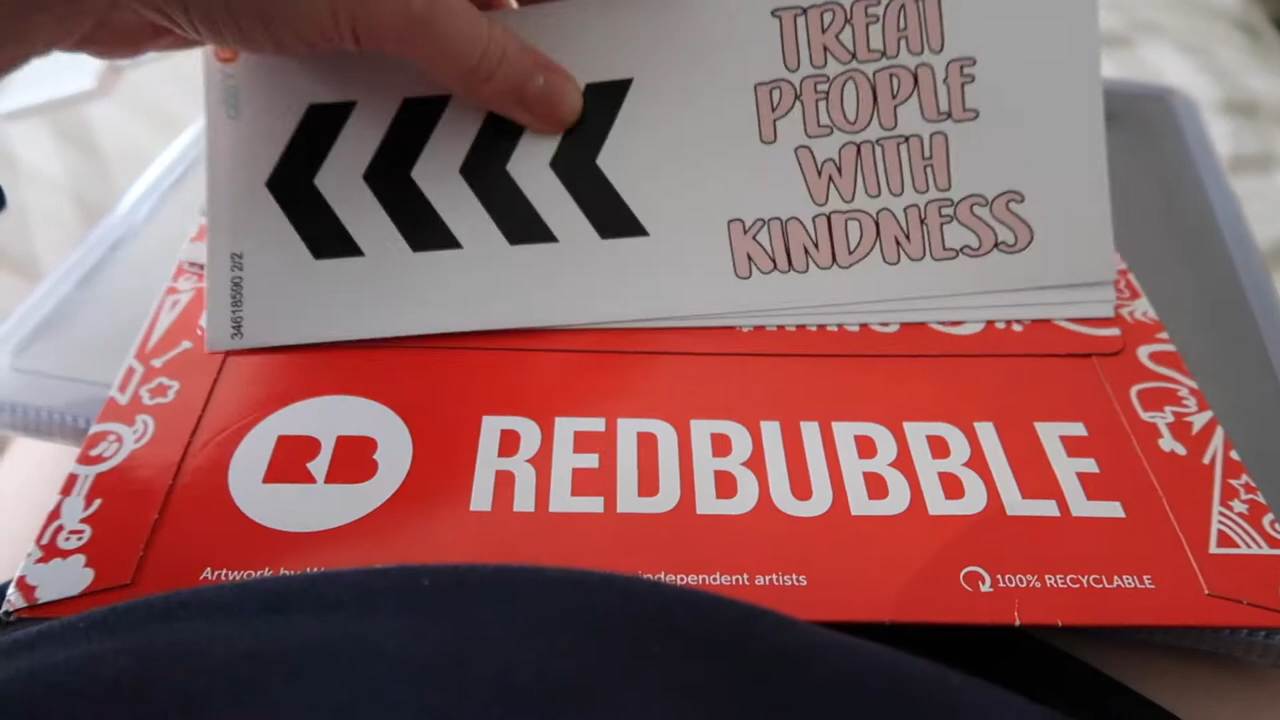 TREAT
PEOPLE
WITH
KINDNESS
34618590 2/2
RB
REDBUBBLE
Artwork by
independent artists
100% RECYCLABLE